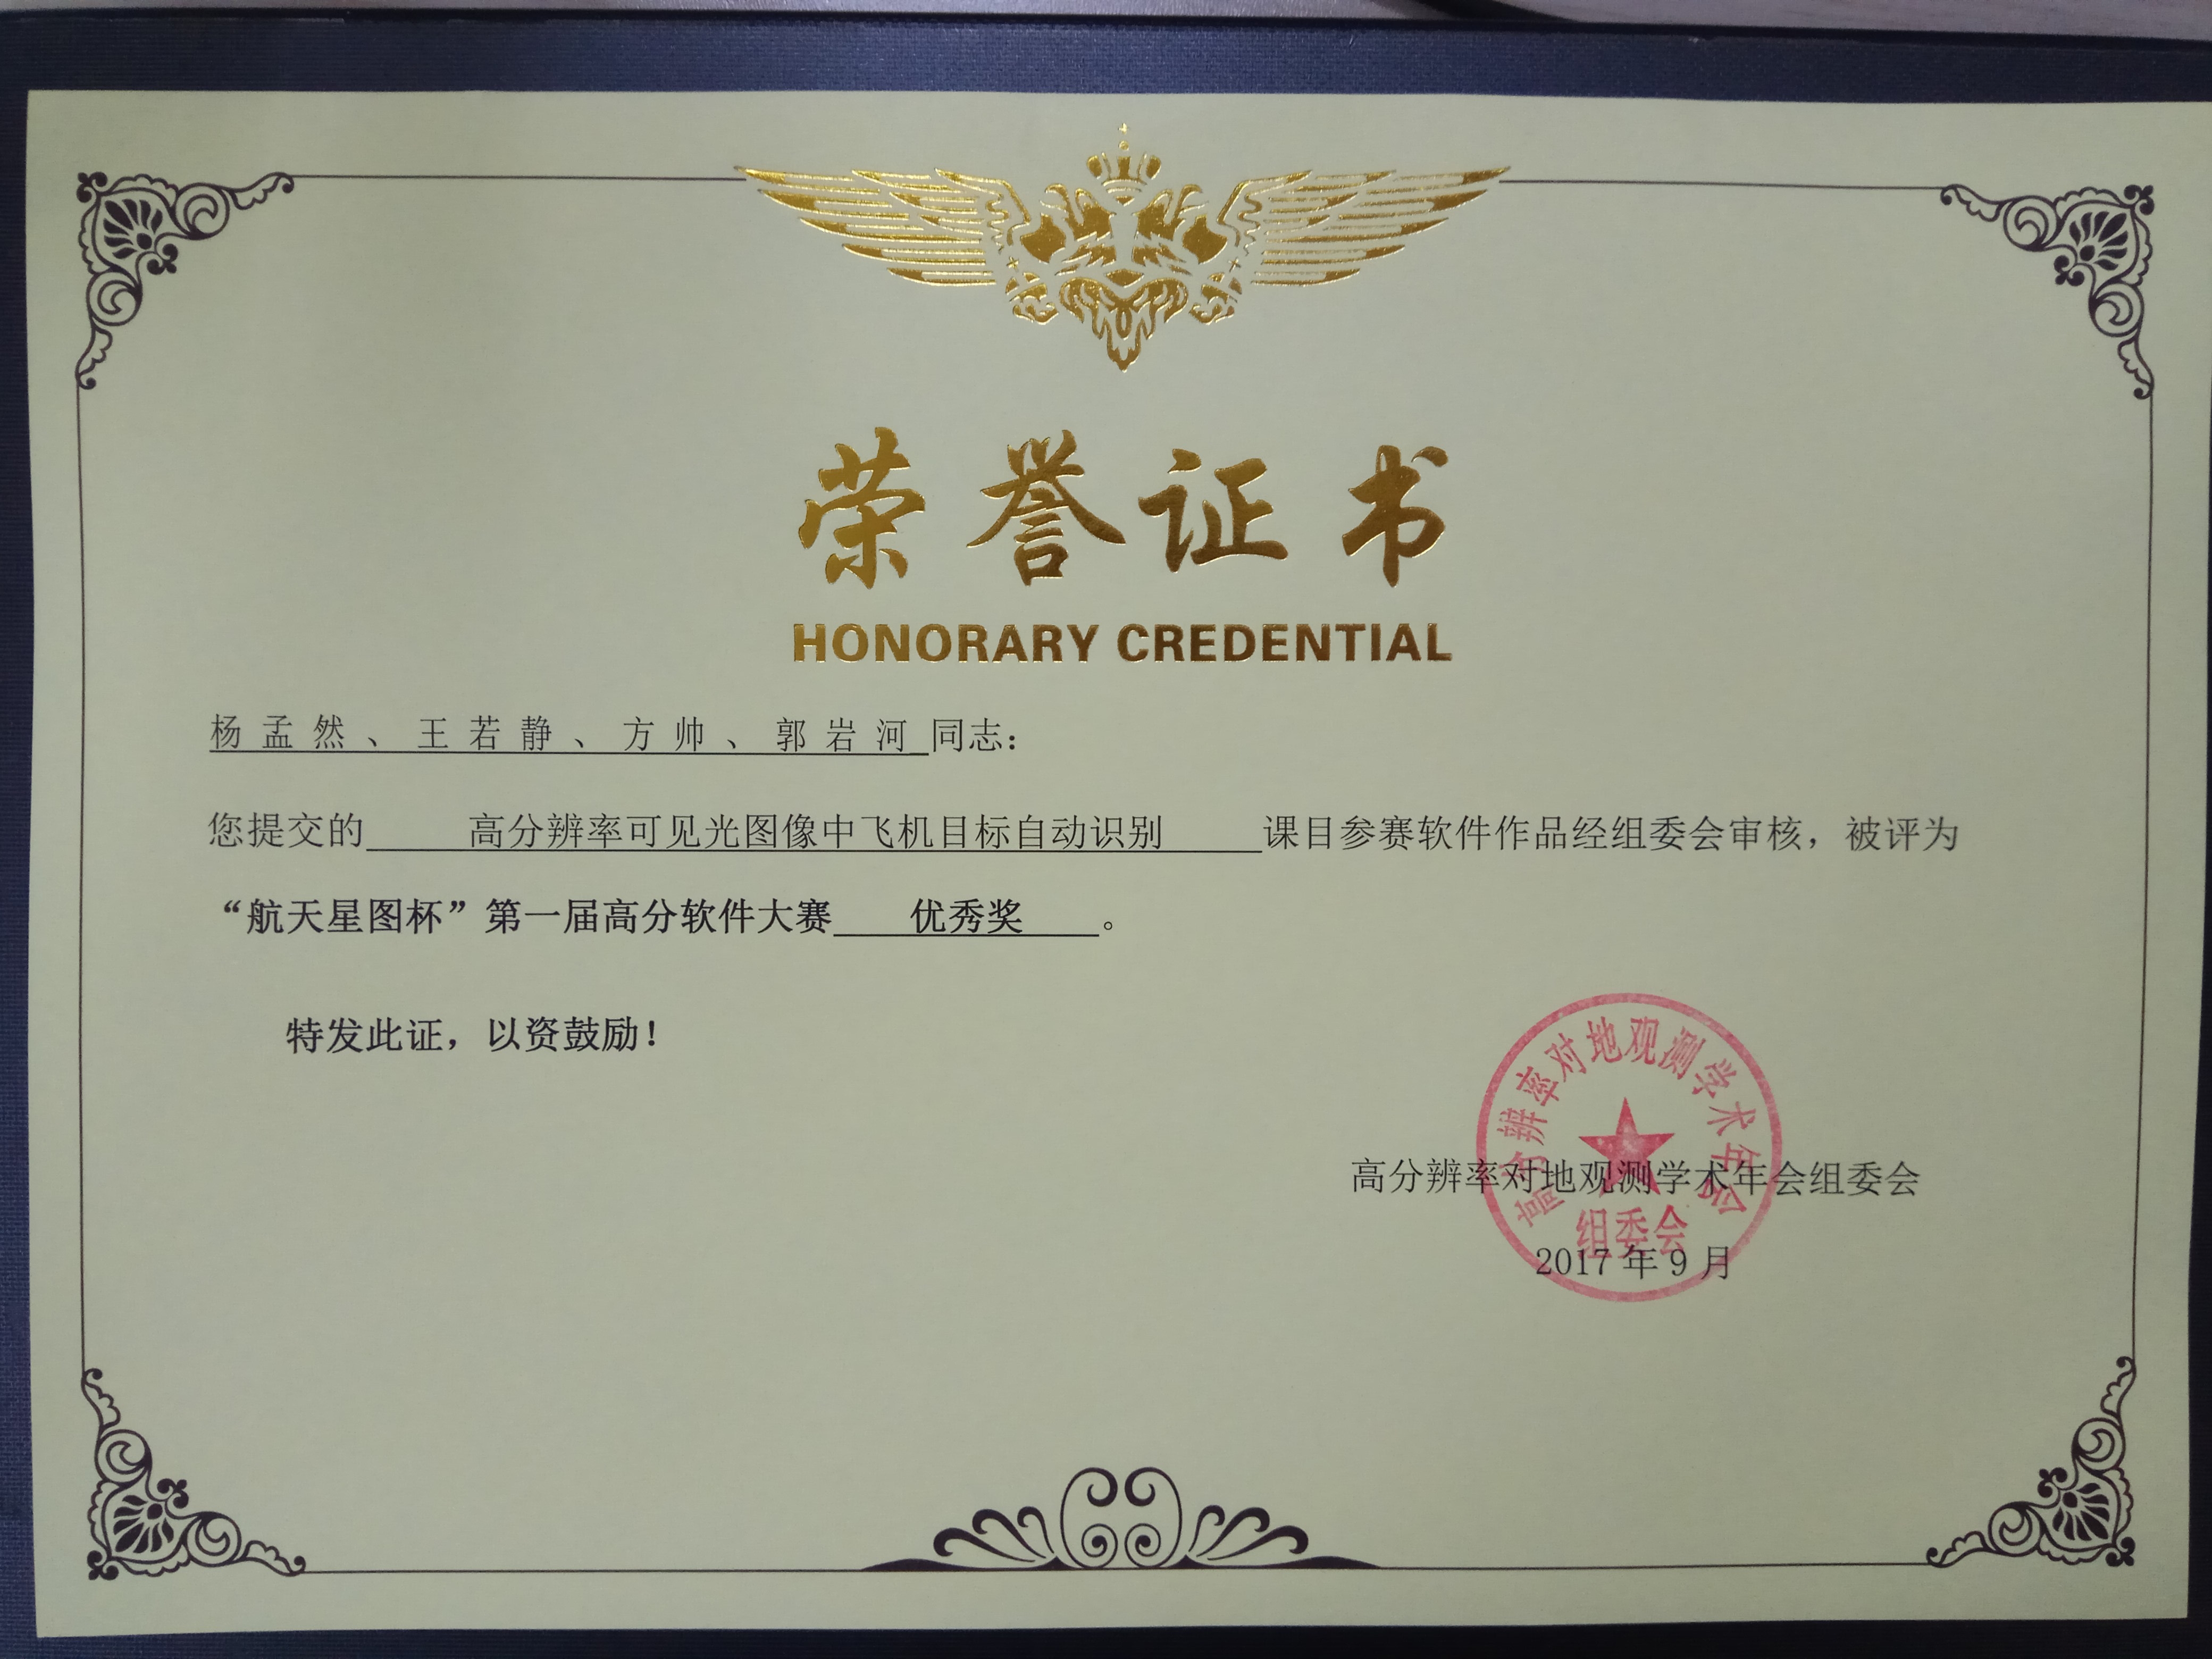 荣誉证书
HONORARY CREDENTIAL
杨孟然、王若静、方帅、郭岩河 同志：
您提交的 高分辨率可见光图像中飞机目标自动识别 课目参赛软件作品经组委会审核，被评为
“航天星图杯”第一届高分软件大赛 优秀奖 。
特发此证，以资鼓励！
高分辨率对地观测学术年会
高分辨率对地观测学术年会组委会
组委会
2017 年 9 月